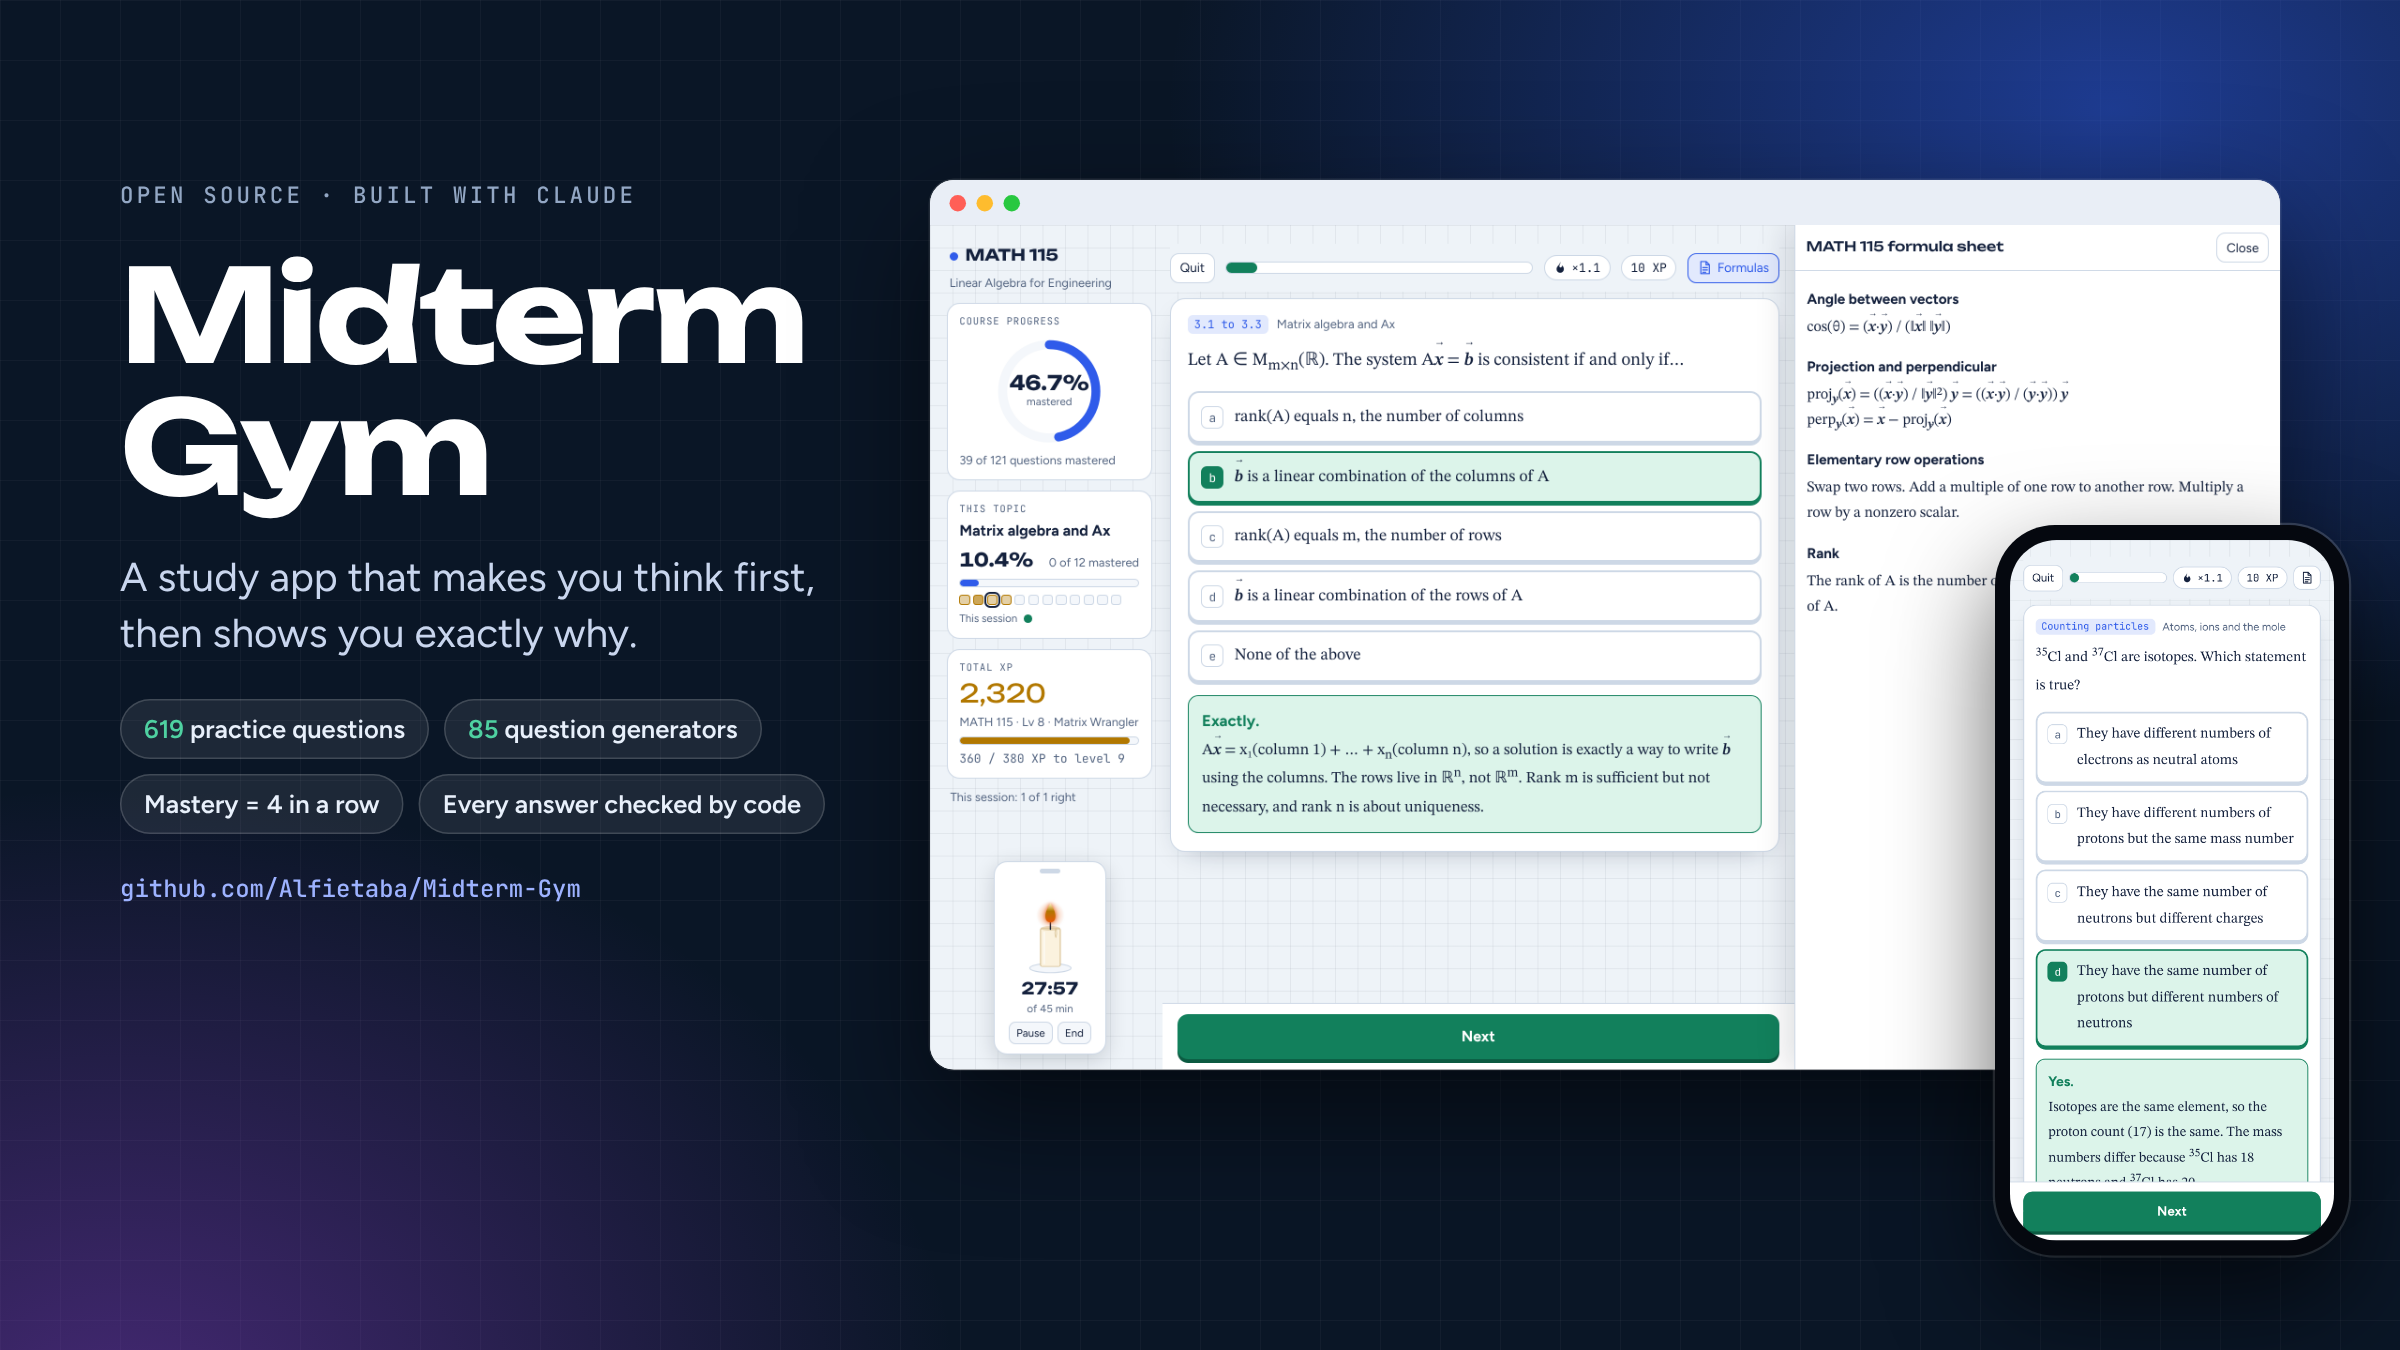 OPEN SOURCE · BUILT WITH CLAUDE
Midterm
Gym
A study app that makes you think first,
then shows you exactly why.
619 practice questions
85 question generators
Mastery = 4 in a row
Every answer checked by code
github.com/Alfietaba/Midterm-Gym
MATH 115
Linear Algebra for Engineering
COURSE PROGRESS
46.7%
mastered
39 of 121 questions mastered
THIS TOPIC
Matrix algebra and Ax
10.4% 0 of 12 mastered
This session
TOTAL XP
2,320
MATH 115 · Lv 8 · Matrix Wrangler
360 / 380 XP to level 9
This session: 1 of 1 right
27:57
of 45 min
Pause End
Quit ×1.1 10 XP Formulas
3.1 to 3.3 Matrix algebra and Ax
Let A ∈ Mm×n(ℝ). The system Ax⃗ = b⃗ is consistent if and only if…
a rank(A) equals n, the number of columns
b b⃗ is a linear combination of the columns of A
c rank(A) equals m, the number of rows
d b⃗ is a linear combination of the rows of A
e None of the above
Exactly.
Ax⃗ = x₁(column 1) + … + xₙ(column n), so a solution is exactly a way to write b⃗
using the columns. The rows live in ℝⁿ, not ℝᵐ. Rank m is sufficient but not
necessary, and rank n is about uniqueness.
Next
MATH 115 formula sheet Close
Angle between vectors
cos(θ) = (x⃗·y⃗) / (‖x⃗‖ ‖y⃗‖)
Projection and perpendicular
projy⃗(x⃗) = ((x⃗·y⃗) / ‖y⃗‖²) y⃗ = ((x⃗·y⃗) / (y⃗·y⃗)) y⃗
perpy⃗(x⃗) = x⃗ − projy⃗(x⃗)
Elementary row operations
Swap two rows. Add a multiple of one row to another row. Multiply a
row by a nonzero scalar.
Rank
The rank of A is the number
of A.
Quit ×1.1 10 XP
Counting particles Atoms, ions and the mole
³⁵Cl and ³⁷Cl are isotopes. Which statement
is true?
a They have different numbers of
electrons as neutral atoms
b They have different numbers of
protons but the same mass number
c They have the same number of
neutrons but different charges
d They have the same number of
protons but different numbers of
neutrons
Yes.
Isotopes are the same element, so the
proton count (17) is the same. The mass
numbers differ because ³⁵Cl has 18
neutrons and ³⁷Cl has 20.
Next